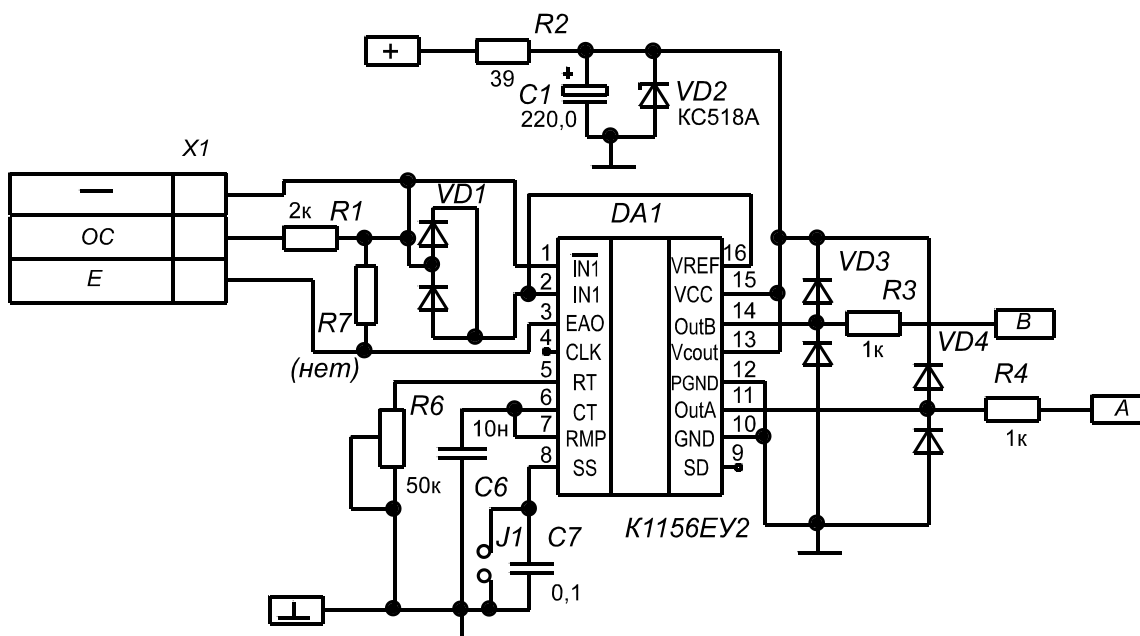 R2
+
39
+
C1
220,0
VD2
КС518А
X1
—
2к
R1
VD1
DA1
ОС
Е
R7
(нет)
1
IN1
VREF
16
2
IN1
VCC
15
3
EAO
OutB
14
4
CLK
Vcout
13
5
RT
PGND
12
6
CT
OutA
11
7
RMP
GND
10
8
SS
SD
9
VD3
R3
1к
В
VD4
R4
1к
А
R6
50к
10н
C6
J1
C7
0,1
К1156ЕУ2
⊥